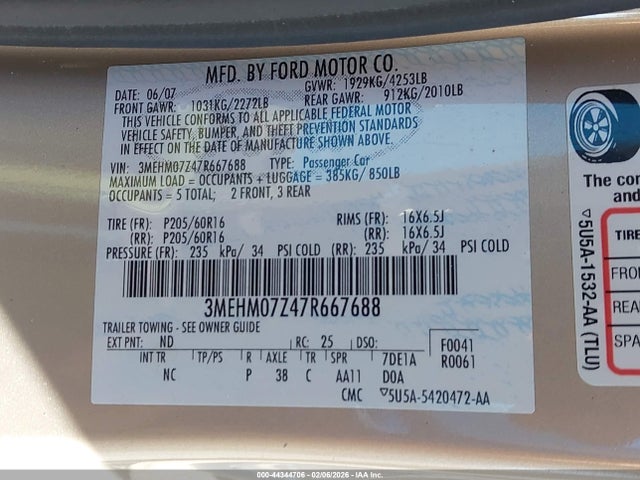 MFD. BY FORD MOTOR CO.
DATE: 06/07 GVWR: 1929KG/4253LB
FRONT GAWR: 1031KG/2272LB REAR GAWR: 912KG/2010LB
THIS VEHICLE CONFORMS TO ALL APPLICABLE FEDERAL MOTOR
VEHICLE SAFETY, BUMPER, AND THEFT PREVENTION STANDARDS
IN EFFECT ON THE DATE OF MANUFACTURE SHOWN ABOVE.
VIN: 3MEHM07Z47R667688 TYPE: Passenger Car
MAXIMUM LOAD = OCCUPANTS + LUGGAGE = 385KG/ 850LB
OCCUPANTS = 5 TOTAL; 2 FRONT, 3 REAR
TIRE (FR): P205/60R16 RIMS (FR): 16X6.5J
(RR): P205/60R16 (RR): 16X6.5J
PRESSURE (FR): 235 kPa/ 34 PSI COLD (RR): 235 kPa/ 34 PSI COLD
3MEHM07Z47R667688
TRAILER TOWING - SEE OWNER GUIDE
EXT PNT: ND RC: 25 DSO: F0041
R0061
INT TR TP/PS R AXLE TR SPR 7DE1A
NC P 38 C AA11 D0A
CMC ▽5U5A-5420472-AA
▽5U5A-1532-AA (TLU)
The con
and
TIRE
FRO
REA
SPA
000-44344706 - 02/06/2026 - IAA Inc.